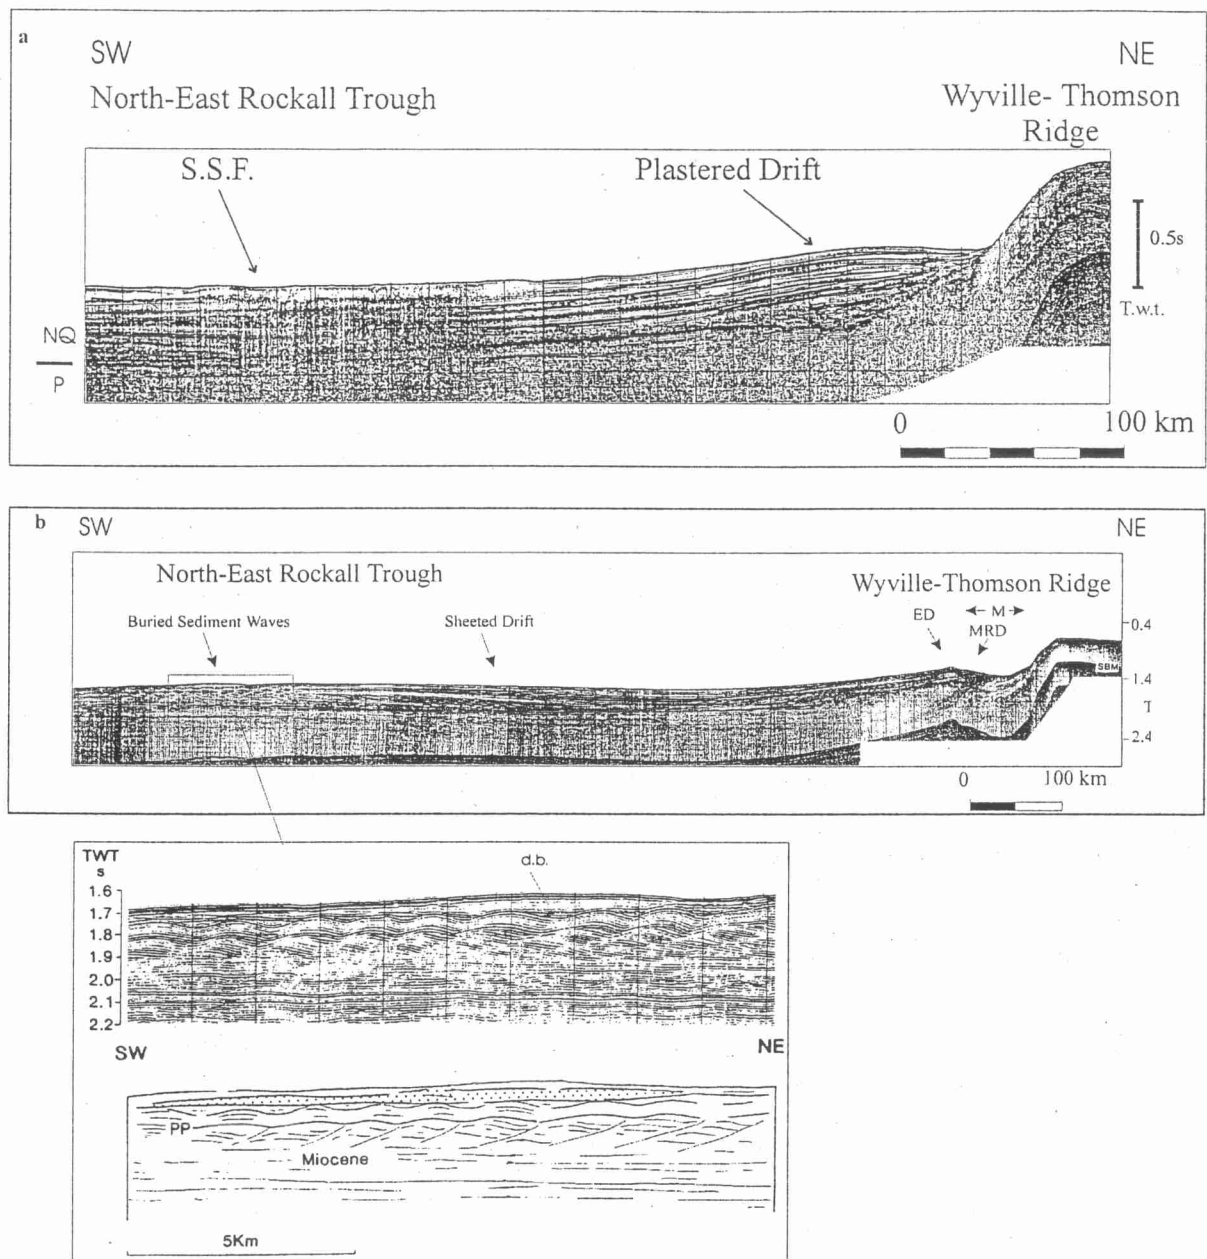 a
SW
NE
North-East Rockall Trough
Wyville- Thomson
Ridge
S.S.F.
Plastered Drift
0.5s
T.w.t.
NQ
P
0
100 km
b
SW
NE
North-East Rockall Trough
Wyville-Thomson Ridge
Buried Sediment Waves
Sheeted Drift
ED
M
MRD
0.4
SBM
1.4
T
2.4
0
100 km
TWT
s
d.b.
1.6
1.7
1.8
1.9
2.0
2.1
2.2
SW
NE
PP
Miocene
5Km